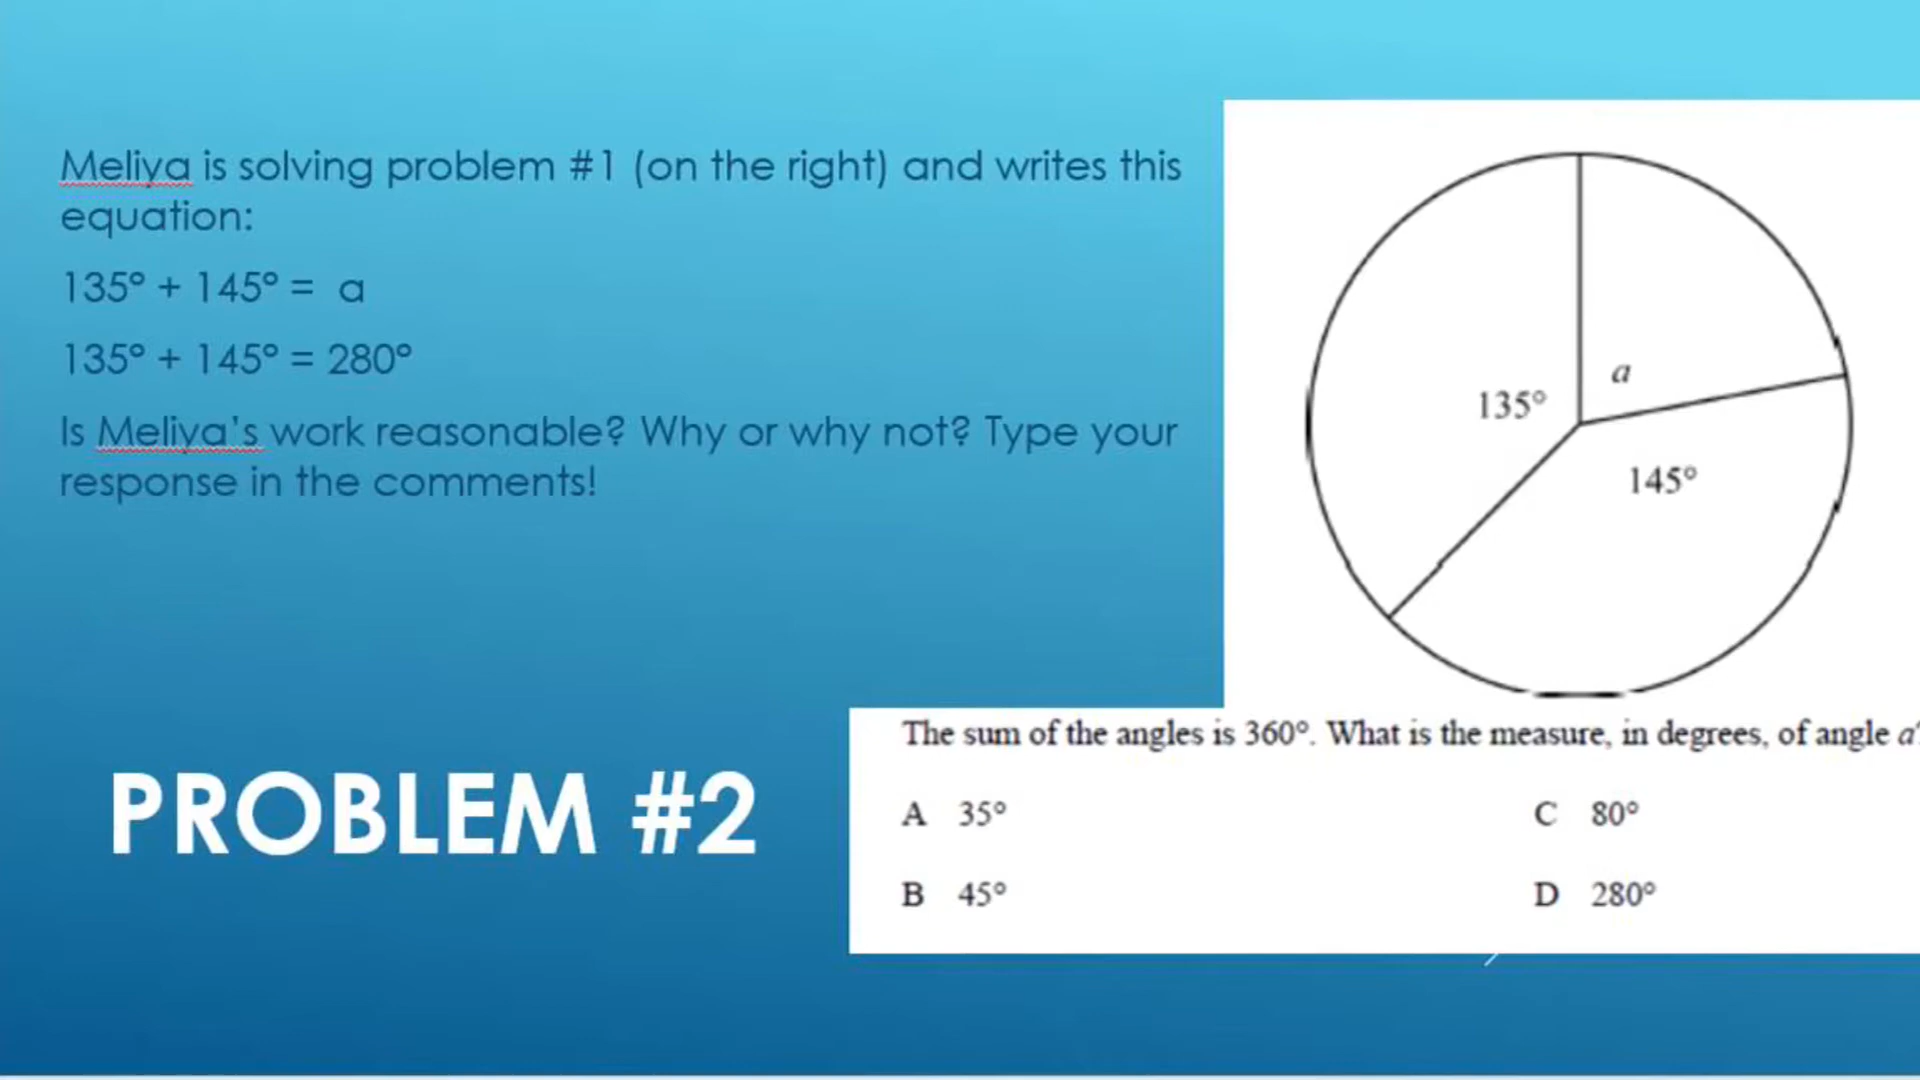 Meliya is solving problem #1 (on the right) and writes this
equation:
135° + 145° = a
135° + 145° = 280°
Is Meliya's work reasonable? Why or why not? Type your
response in the comments!
135°
a
145°
The sum of the angles is 360°. What is the measure, in degrees, of angle a?
A 35°
C 80°
B 45°
D 280°
PROBLEM #2